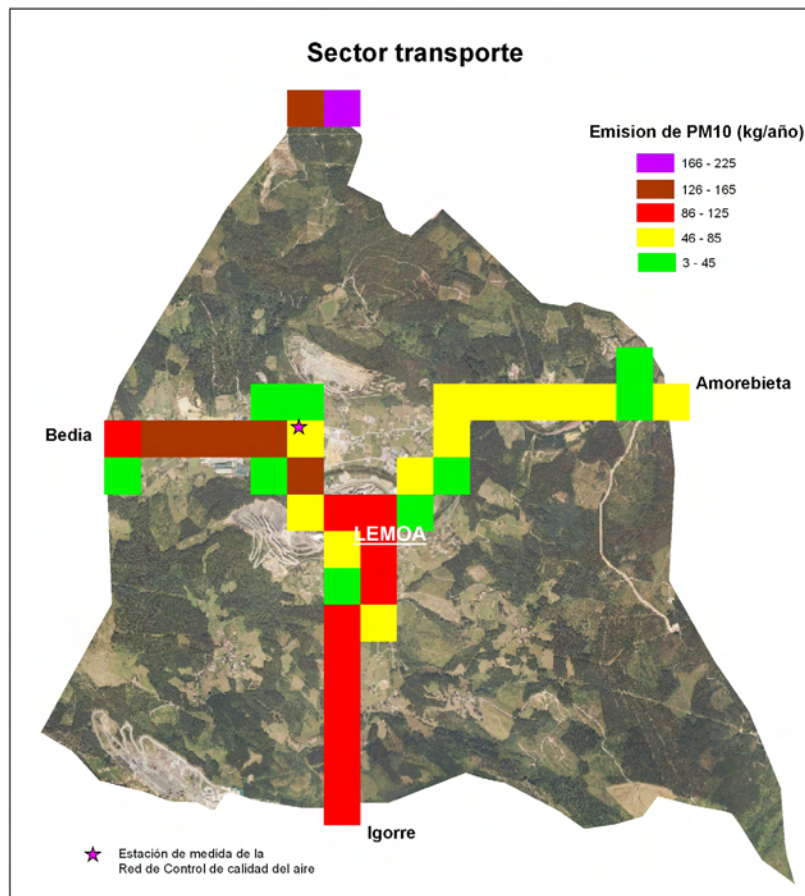 Sector transporte
Emision de PM10 (kg/año)
166 - 225
126 - 165
86 - 125
46 - 85
3 - 45
Amorebieta
Bedia
LEMOA
Igorre
Estación de medida de la
Red de Control de calidad del aire